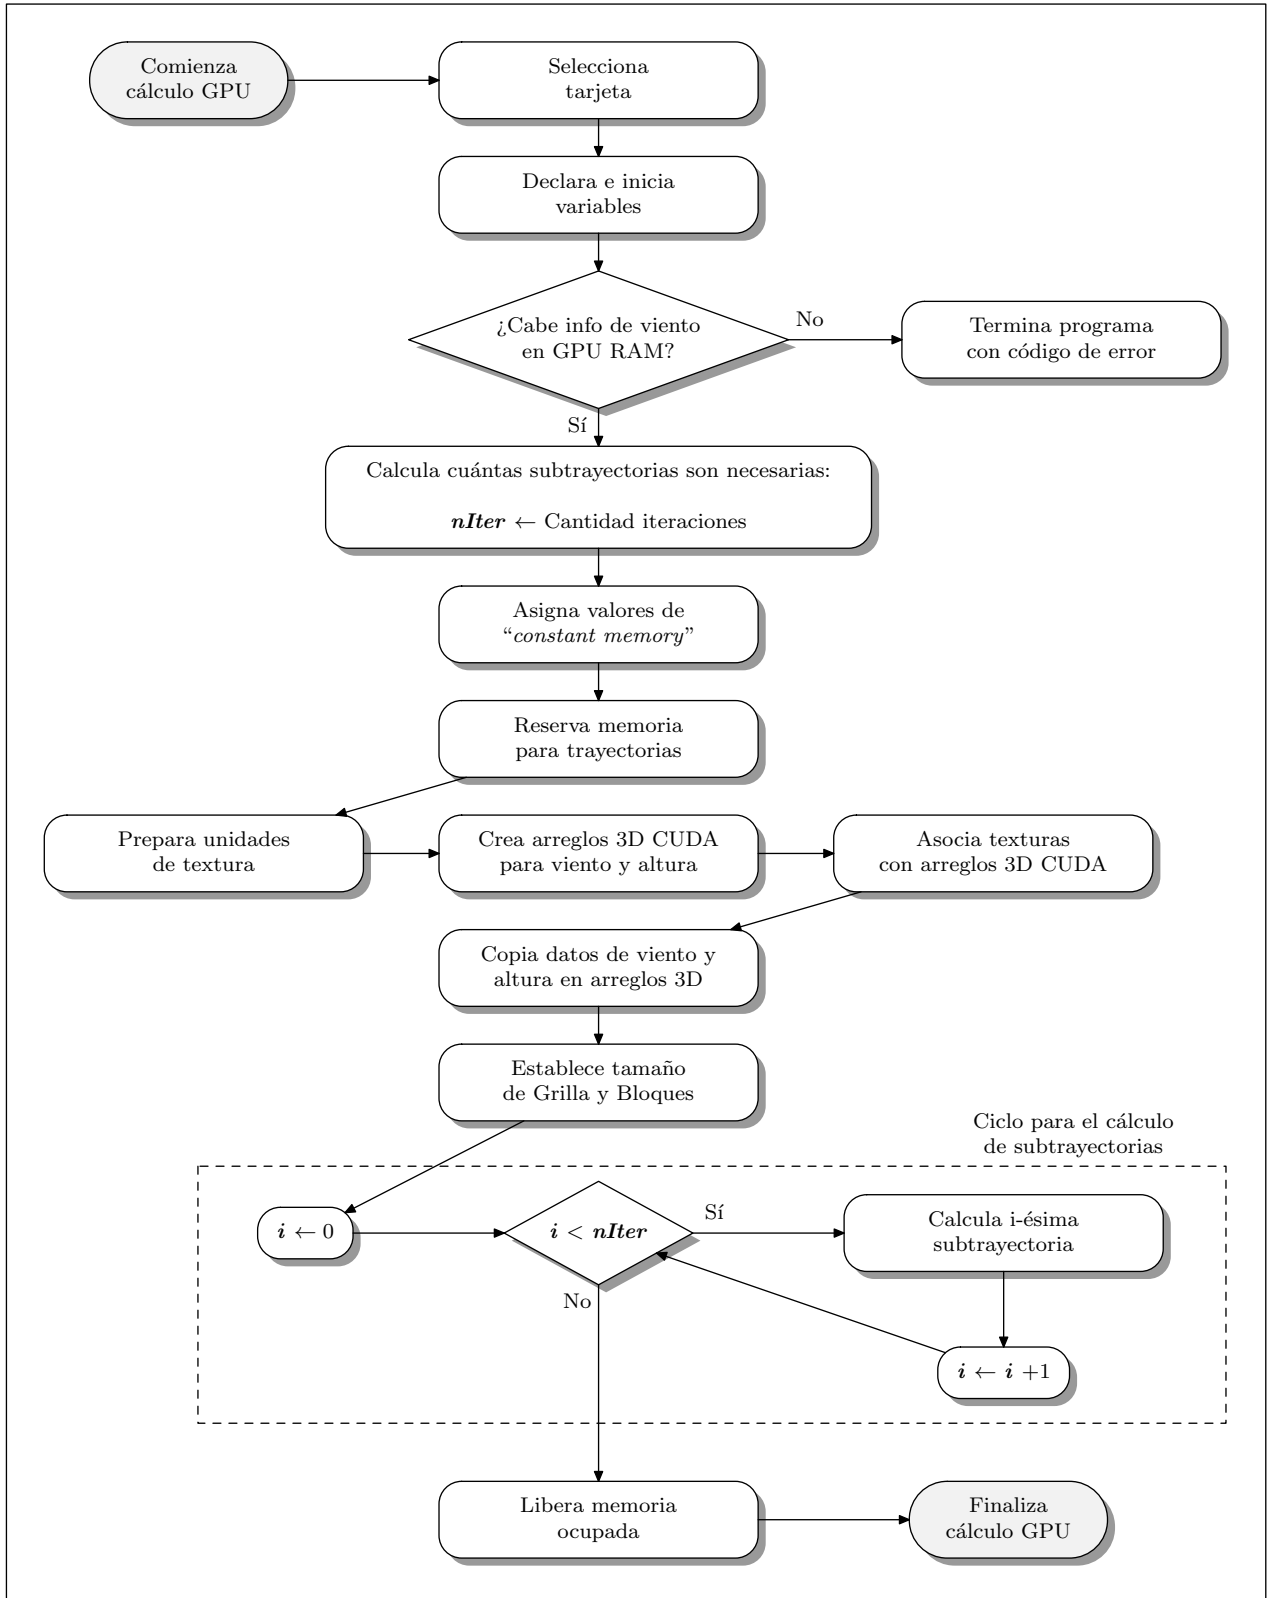 Comienza
cálculo GPU
Selecciona
tarjeta
Declara e inicia
variables
¿Cabe info de viento
en GPU RAM?
No
Termina programa
con código de error
Sí
Calcula cuántas subtrayectorias son necesarias:
nIter ← Cantidad iteraciones
Asigna valores de
“constant memory”
Reserva memoria
para trayectorias
Prepara unidades
de textura
Crea arreglos 3D CUDA
para viento y altura
Asocia texturas
con arreglos 3D CUDA
Copia datos de viento y
altura en arreglos 3D
Establece tamaño
de Grilla y Bloques
Ciclo para el cálculo
de subtrayectorias
i ← 0
i < nIter
Sí
Calcula i-ésima
subtrayectoria
No
i ← i +1
Libera memoria
ocupada
Finaliza
cálculo GPU